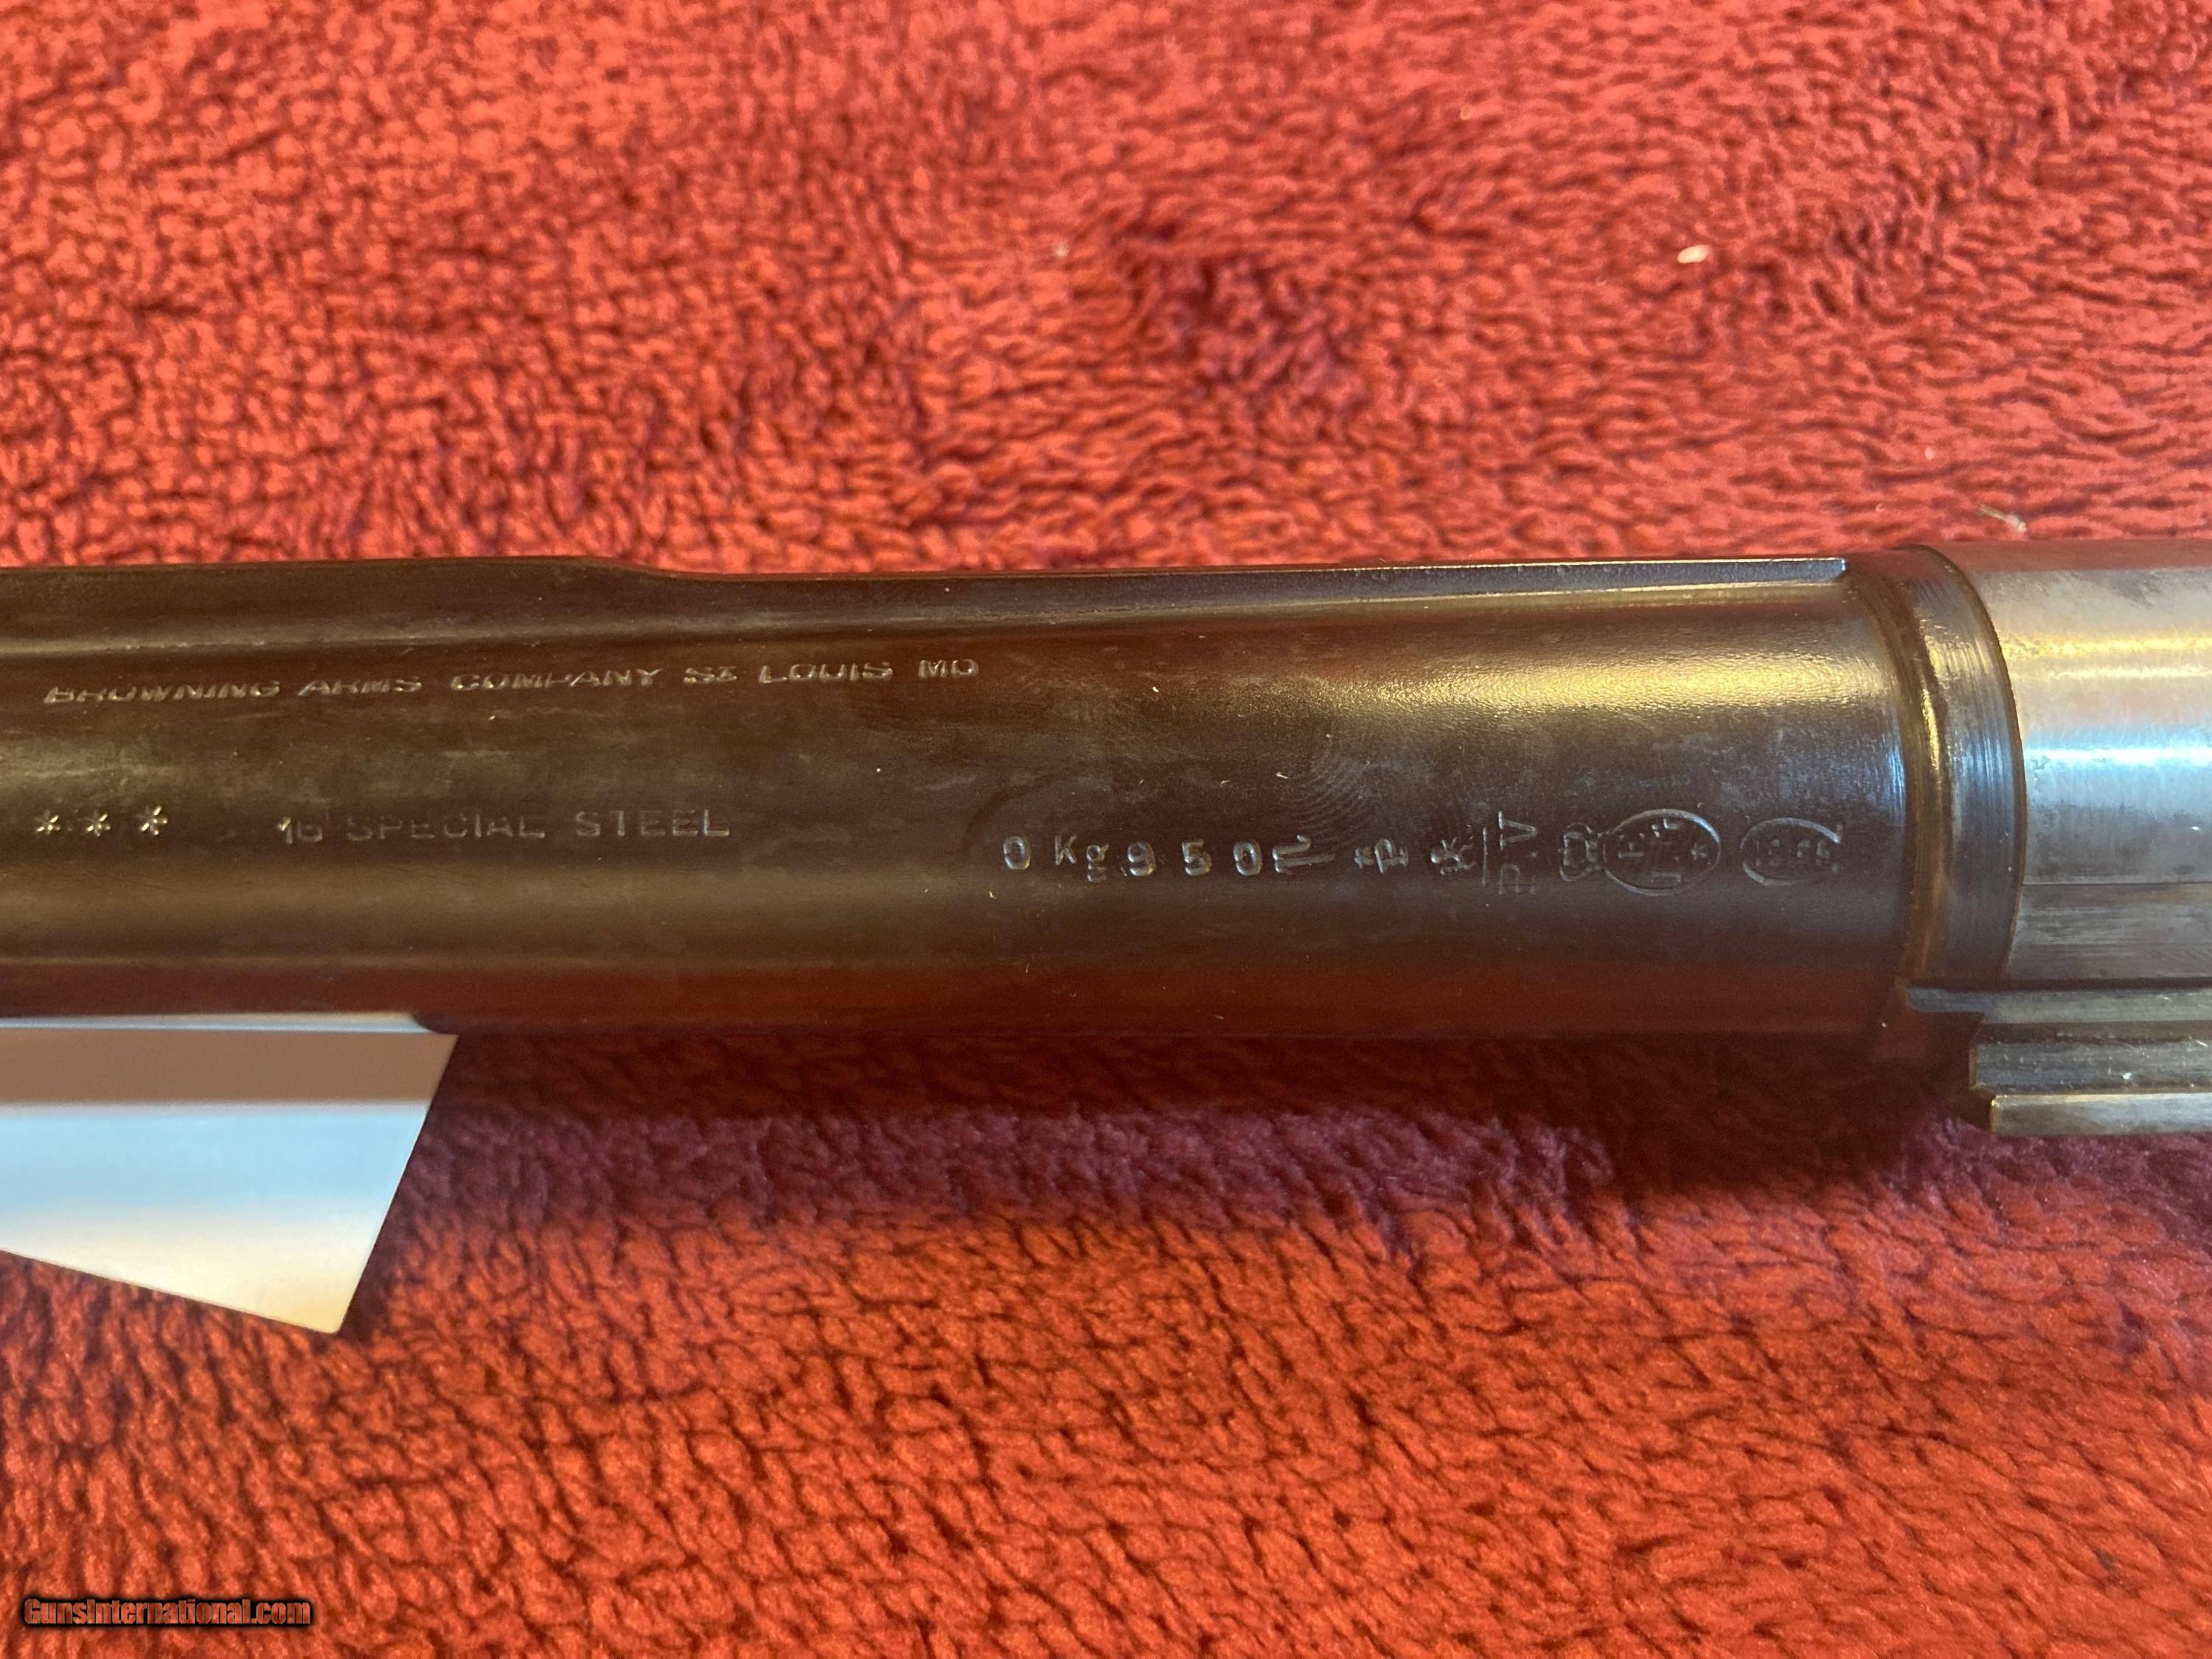 BROWNING ARMS COMPANY St LOUIS MO
*** 16 SPECIAL STEEL
0 Kg 950
P.V
GunsInternational.com